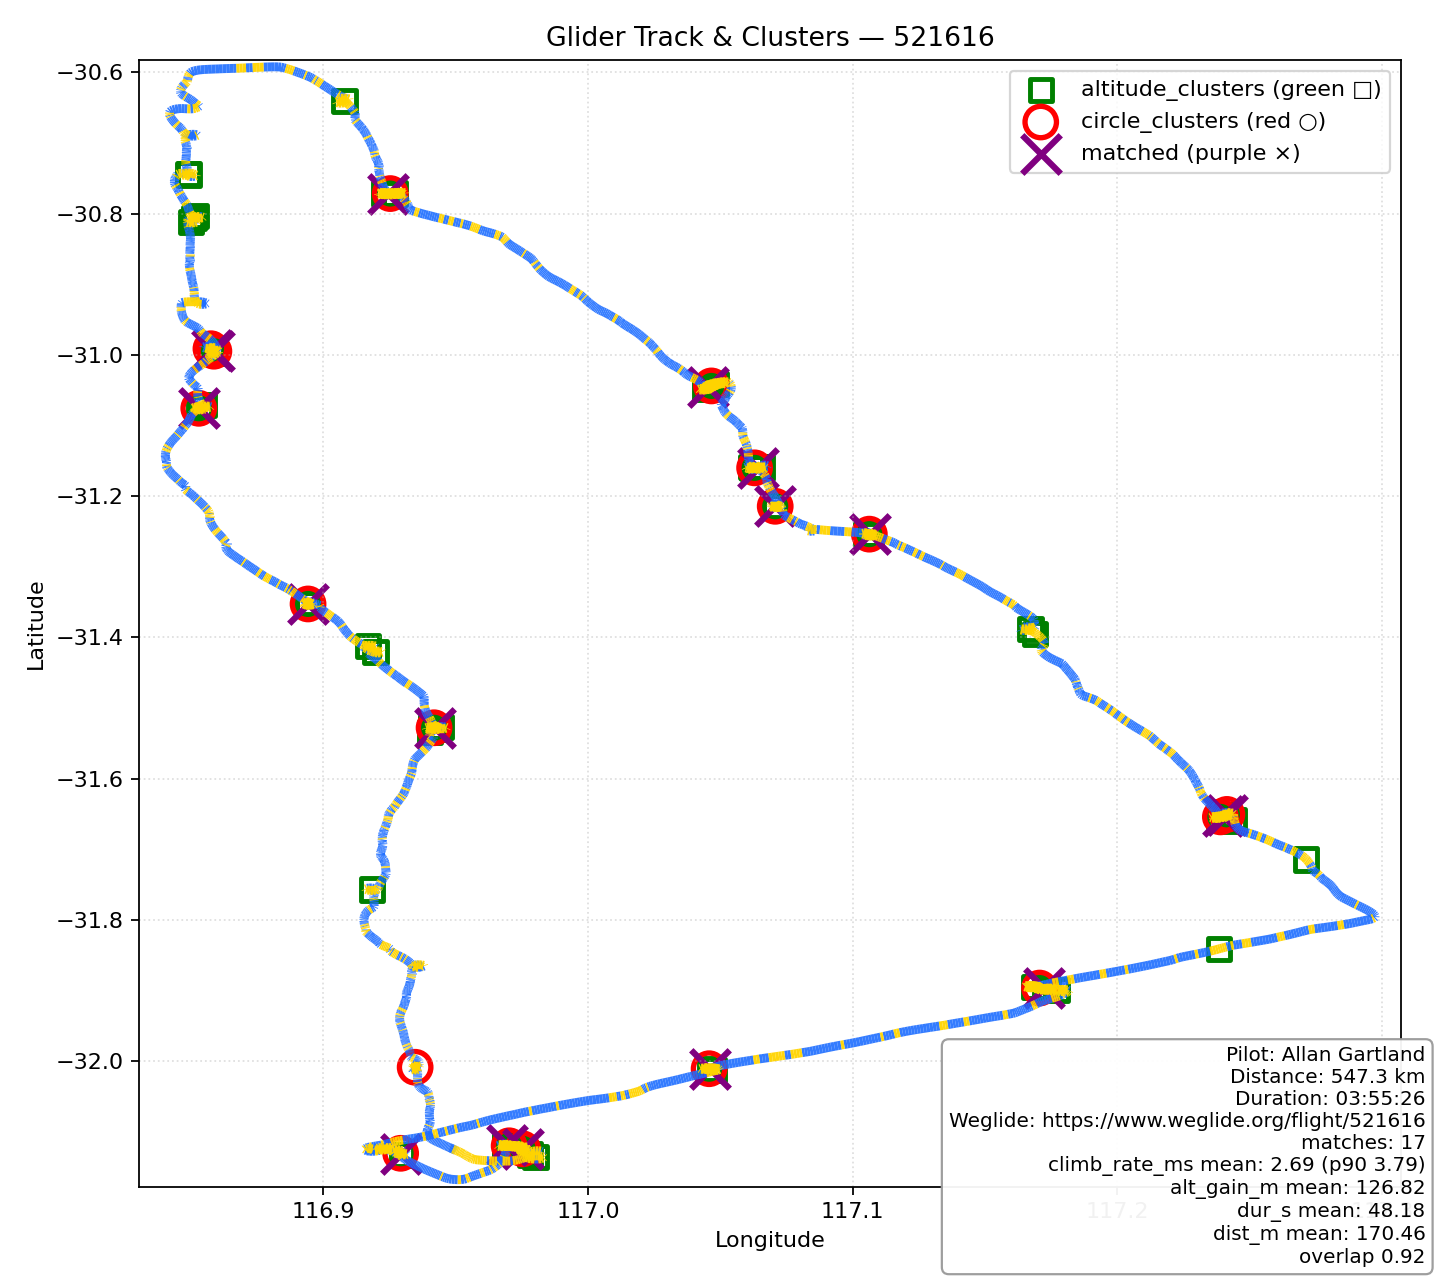 Glider Track & Clusters — 521616
altitude_clusters (green □)
circle_clusters (red ○)
matched (purple ×)
−30.6
−30.8
−31.0
−31.2
−31.4
−31.6
−31.8
−32.0
Latitude
116.9
117.0
117.1
117.2
Longitude
Pilot: Allan Gartland
Distance: 547.3 km
Duration: 03:55:26
Weglide: https://www.weglide.org/flight/521616
matches: 17
climb_rate_ms mean: 2.69 (p90 3.79)
alt_gain_m mean: 126.82
dur_s mean: 48.18
dist_m mean: 170.46
overlap 0.92